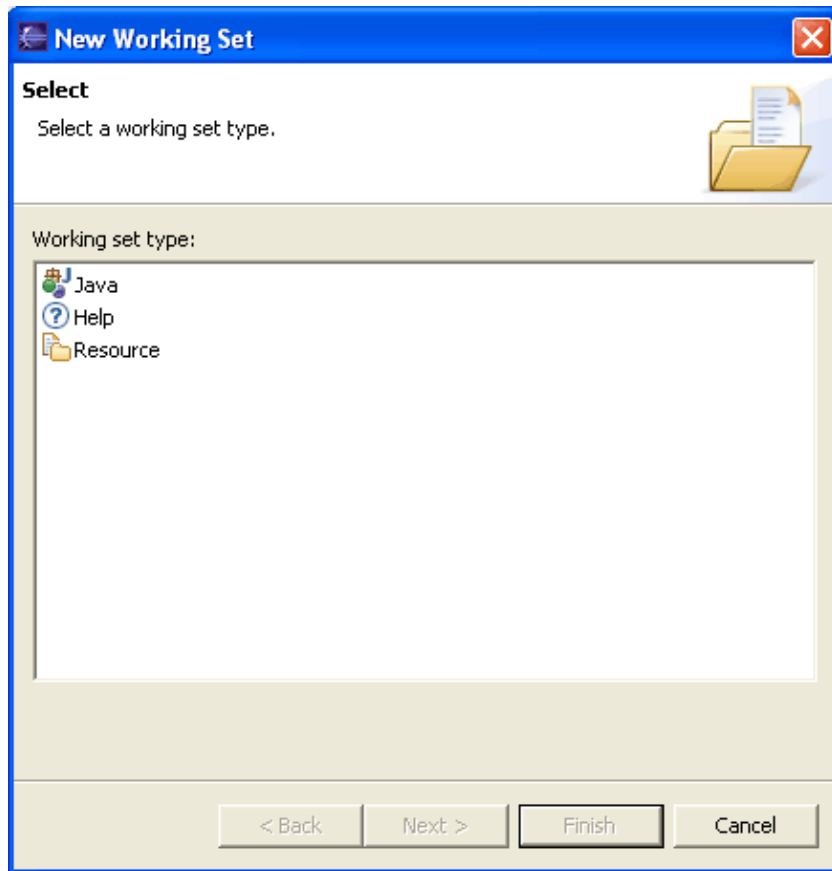 New Working Set
Select
Select a working set type.
Working set type:
Java
Help
Resource
< Back
Next >
Finish
Cancel